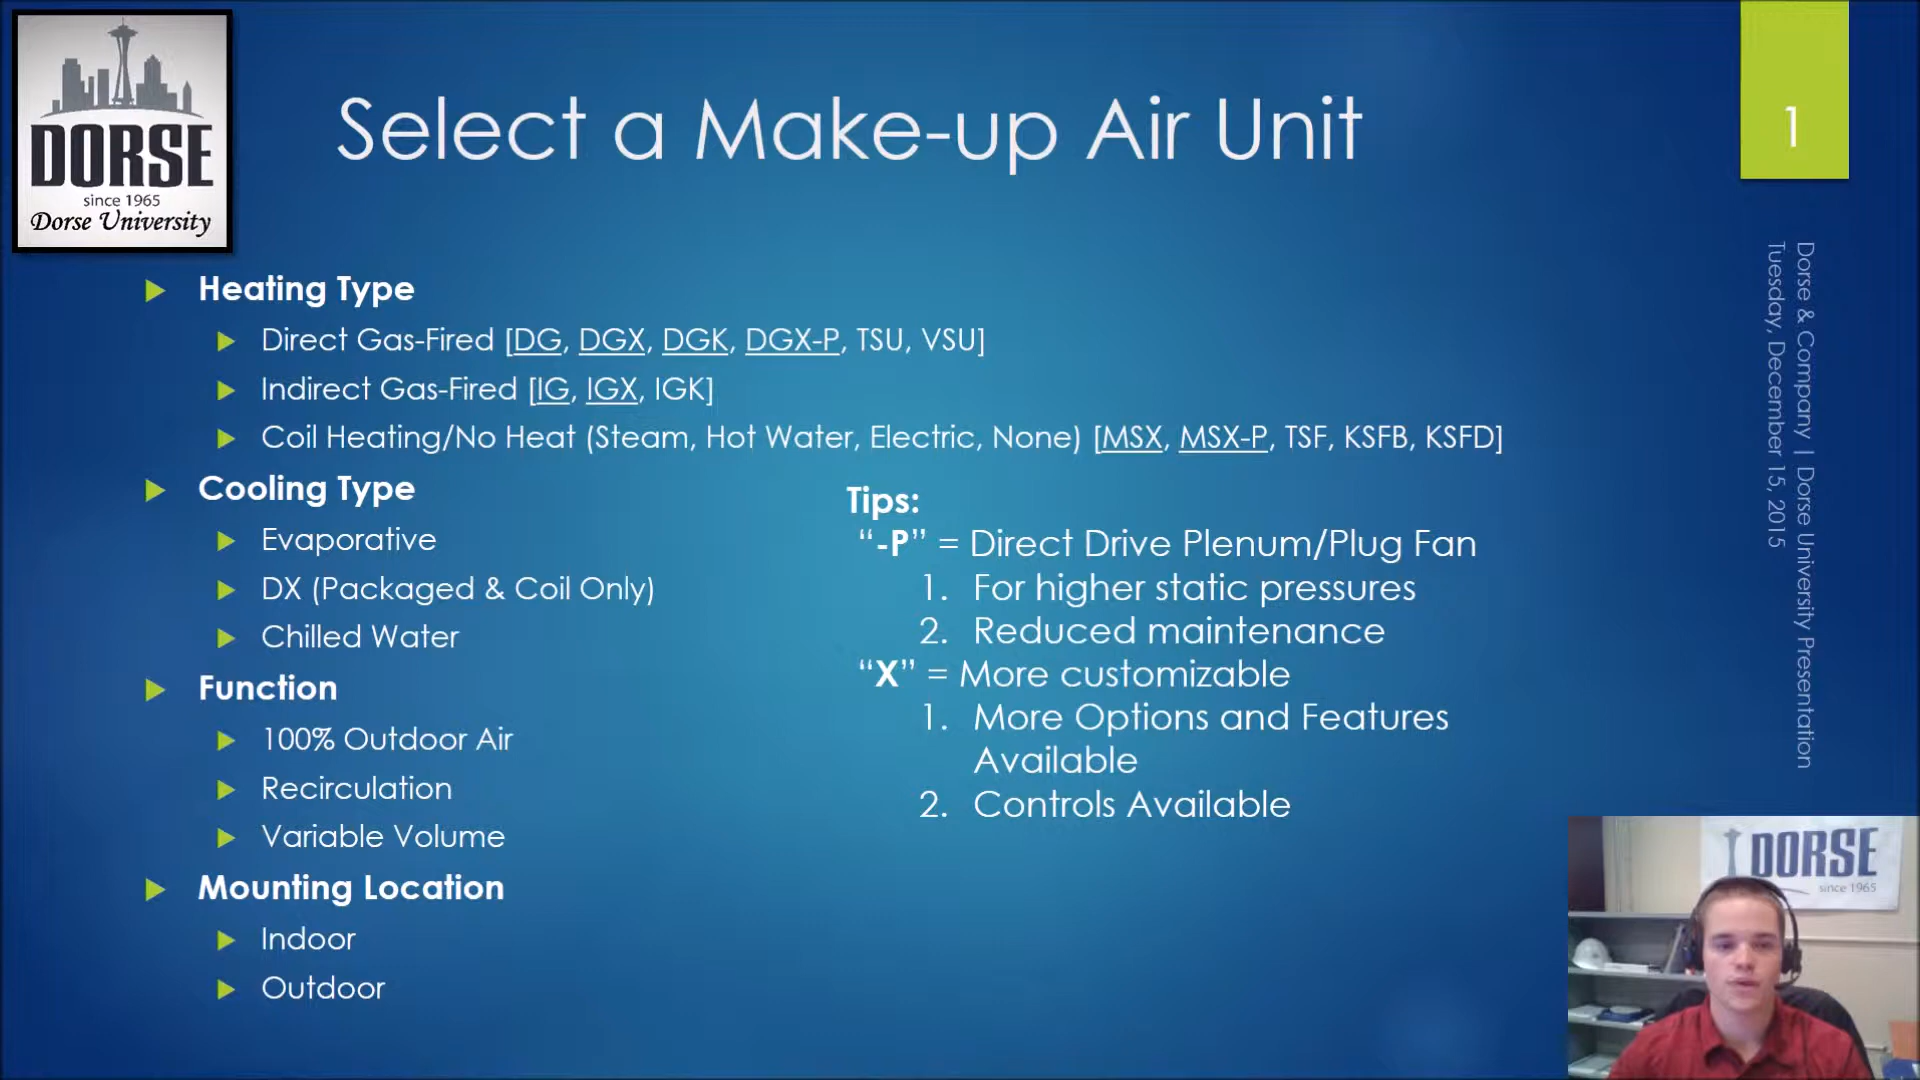 DORSE
since 1965
Dorse University
Select a Make-up Air Unit
1
Heating Type
Direct Gas-Fired [DG, DGX, DGK, DGX-P, TSU, VSU]
Indirect Gas-Fired [IG, IGX, IGK]
Coil Heating/No Heat (Steam, Hot Water, Electric, None) [MSX, MSX-P, TSF, KSFB, KSFD]
Cooling Type
Evaporative
DX (Packaged & Coil Only)
Chilled Water
Function
100% Outdoor Air
Recirculation
Variable Volume
Mounting Location
Indoor
Outdoor
Tips:
“-P” = Direct Drive Plenum/Plug Fan
1. For higher static pressures
2. Reduced maintenance
“X” = More customizable
1. More Options and Features
Available
2. Controls Available
Dorse & Company | Dorse University Presentation
Tuesday, December 15, 2015
DORSE
since 1965